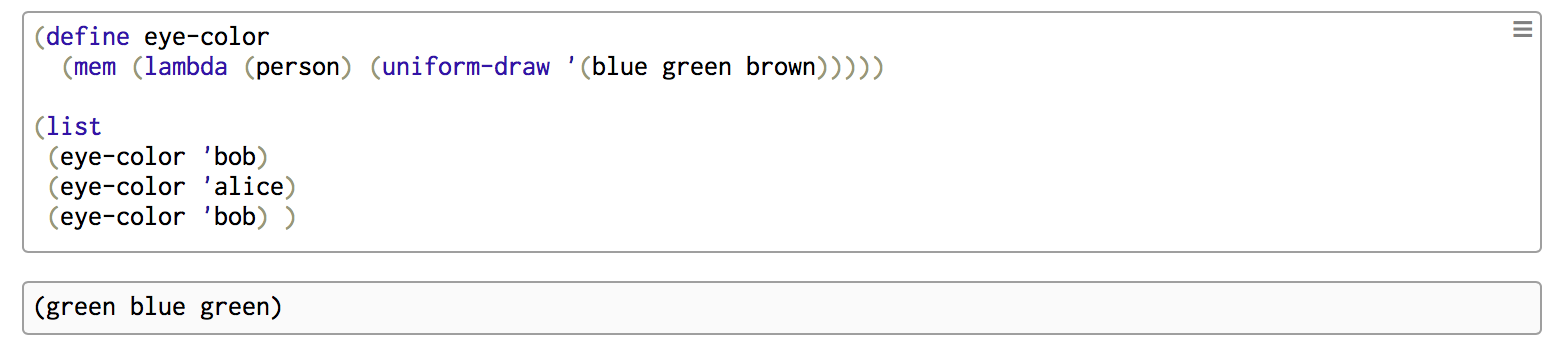 (define eye-color
  (mem (lambda (person) (uniform-draw '(blue green brown)))))

(list
 (eye-color 'bob)
 (eye-color 'alice)
 (eye-color 'bob) )
(green blue green)